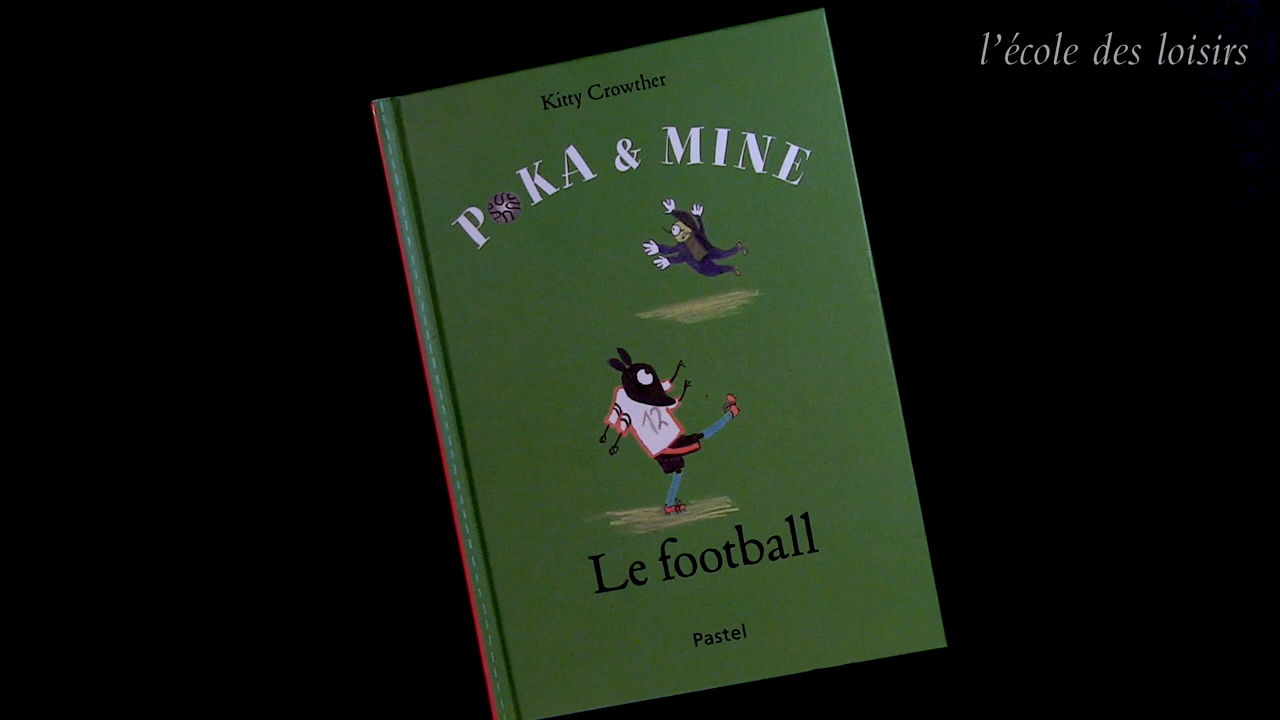 l'école des loisirs
Kitty Crowther
POKA & MINE
12
Le football
Pastel